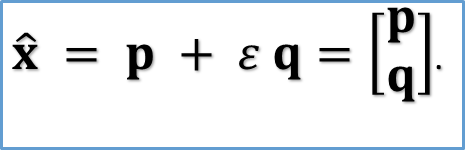 x̂ = p + ε q = [p
q].